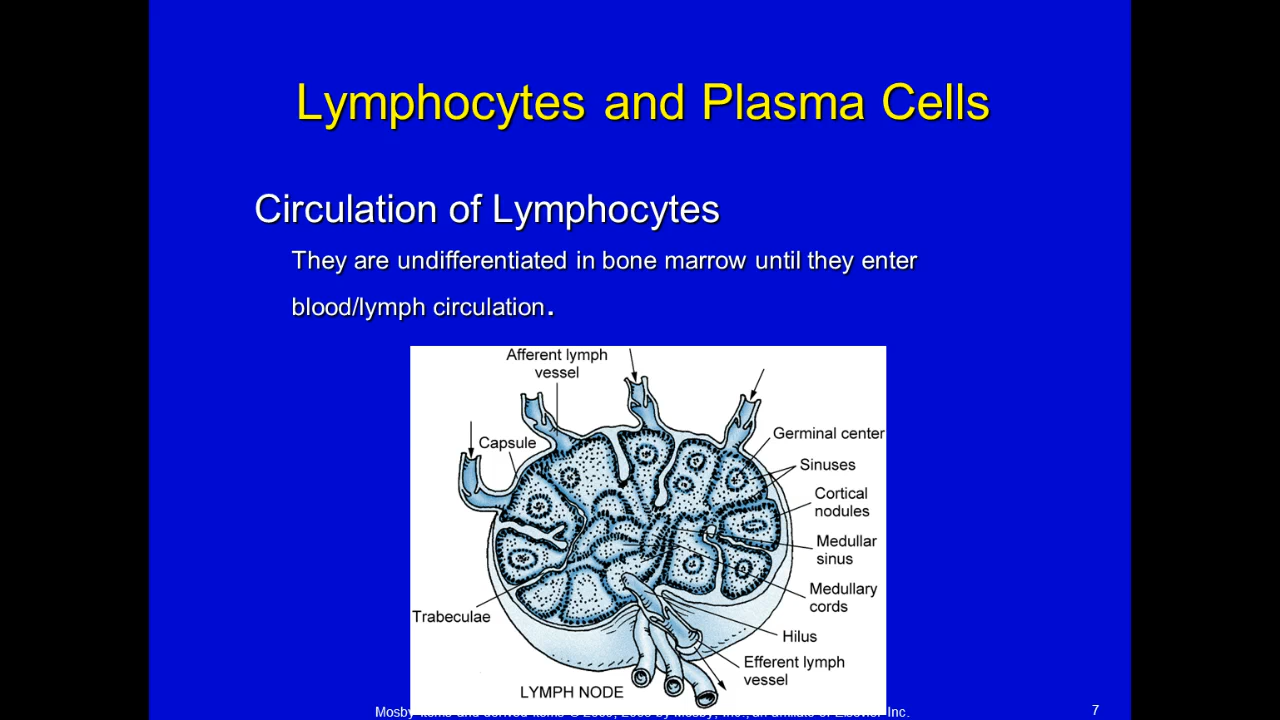 Lymphocytes and Plasma Cells
Circulation of Lymphocytes
They are undifferentiated in bone marrow until they enter
blood/lymph circulation.
Afferent lymph
vessel
Capsule
Germinal center
Sinuses
Cortical
nodules
Medullar
sinus
Medullary
cords
Trabeculae
Hilus
Efferent lymph
vessel
LYMPH NODE
Mosby Inc.
7